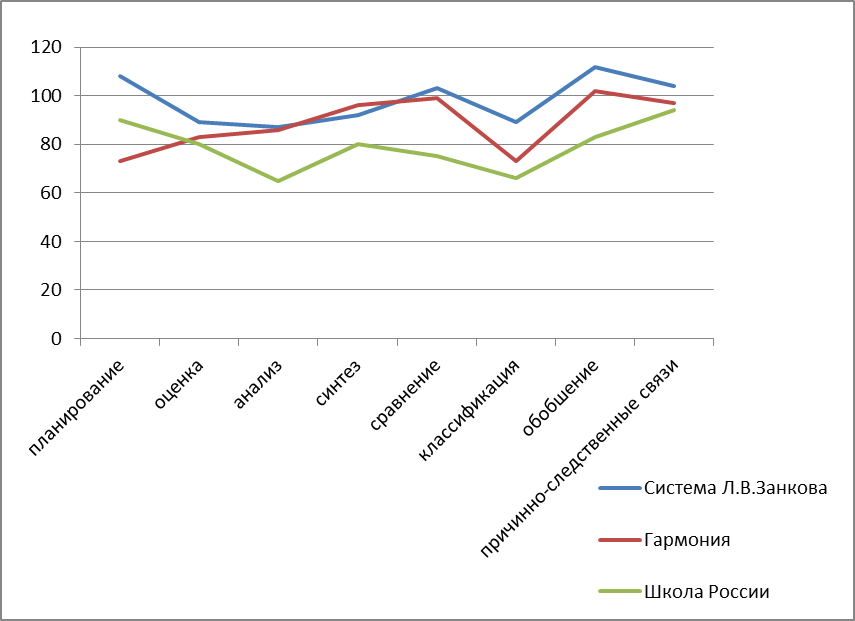 120
100
80
60
40
20
0
планирование
оценка
анализ
синтез
сравнение
классификация
обобшение
причинно-следственные связи
Система Л.В.Занкова
Гармония
Школа России